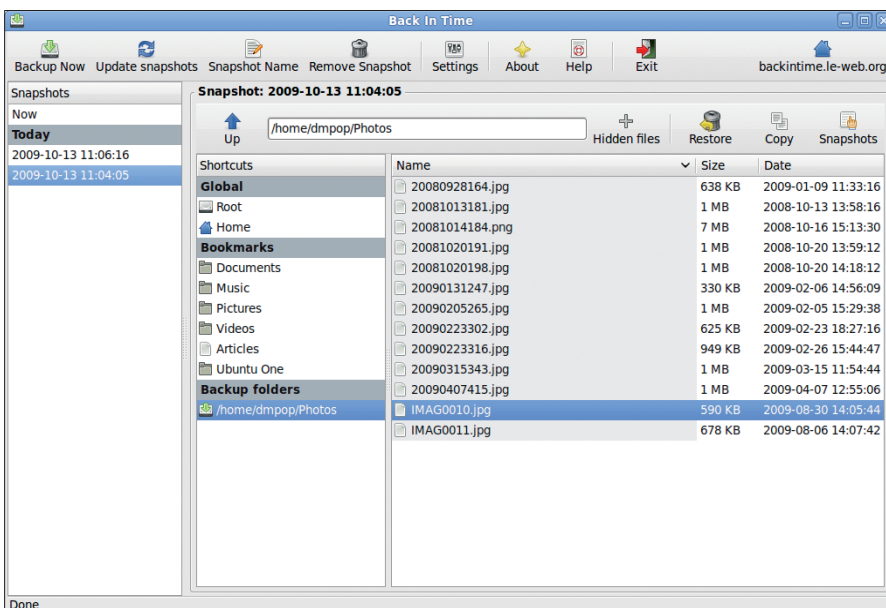 Back In Time
Backup Now Update snapshots Snapshot Name Remove Snapshot Settings About Help Exit backintime.le-web.org
Snapshots
Now
Today
2009-10-13 11:06:16
2009-10-13 11:04:05
Snapshot: 2009-10-13 11:04:05
Up /home/dmpop/Photos Hidden files Restore Copy Snapshots
Shortcuts
Global
Root
Home
Bookmarks
Documents
Music
Pictures
Videos
Articles
Ubuntu One
Backup folders
/home/dmpop/Photos
Name Size Date
20080928164.jpg 638 KB 2009-01-09 11:33:16
20081013181.jpg 1 MB 2008-10-13 13:58:16
20081014184.png 7 MB 2008-10-16 15:13:30
20081020191.jpg 1 MB 2008-10-20 13:59:12
20081020198.jpg 1 MB 2008-10-20 14:18:12
20090131247.jpg 330 KB 2009-02-06 14:56:09
20090205265.jpg 1 MB 2009-02-05 15:29:38
20090223302.jpg 625 KB 2009-02-23 18:27:16
20090223316.jpg 949 KB 2009-02-26 15:44:47
20090315343.jpg 1 MB 2009-03-15 11:54:44
20090407415.jpg 1 MB 2009-04-07 12:55:06
IMAG0010.jpg 590 KB 2009-08-30 14:05:44
IMAG0011.jpg 678 KB 2009-08-06 14:07:42
Done